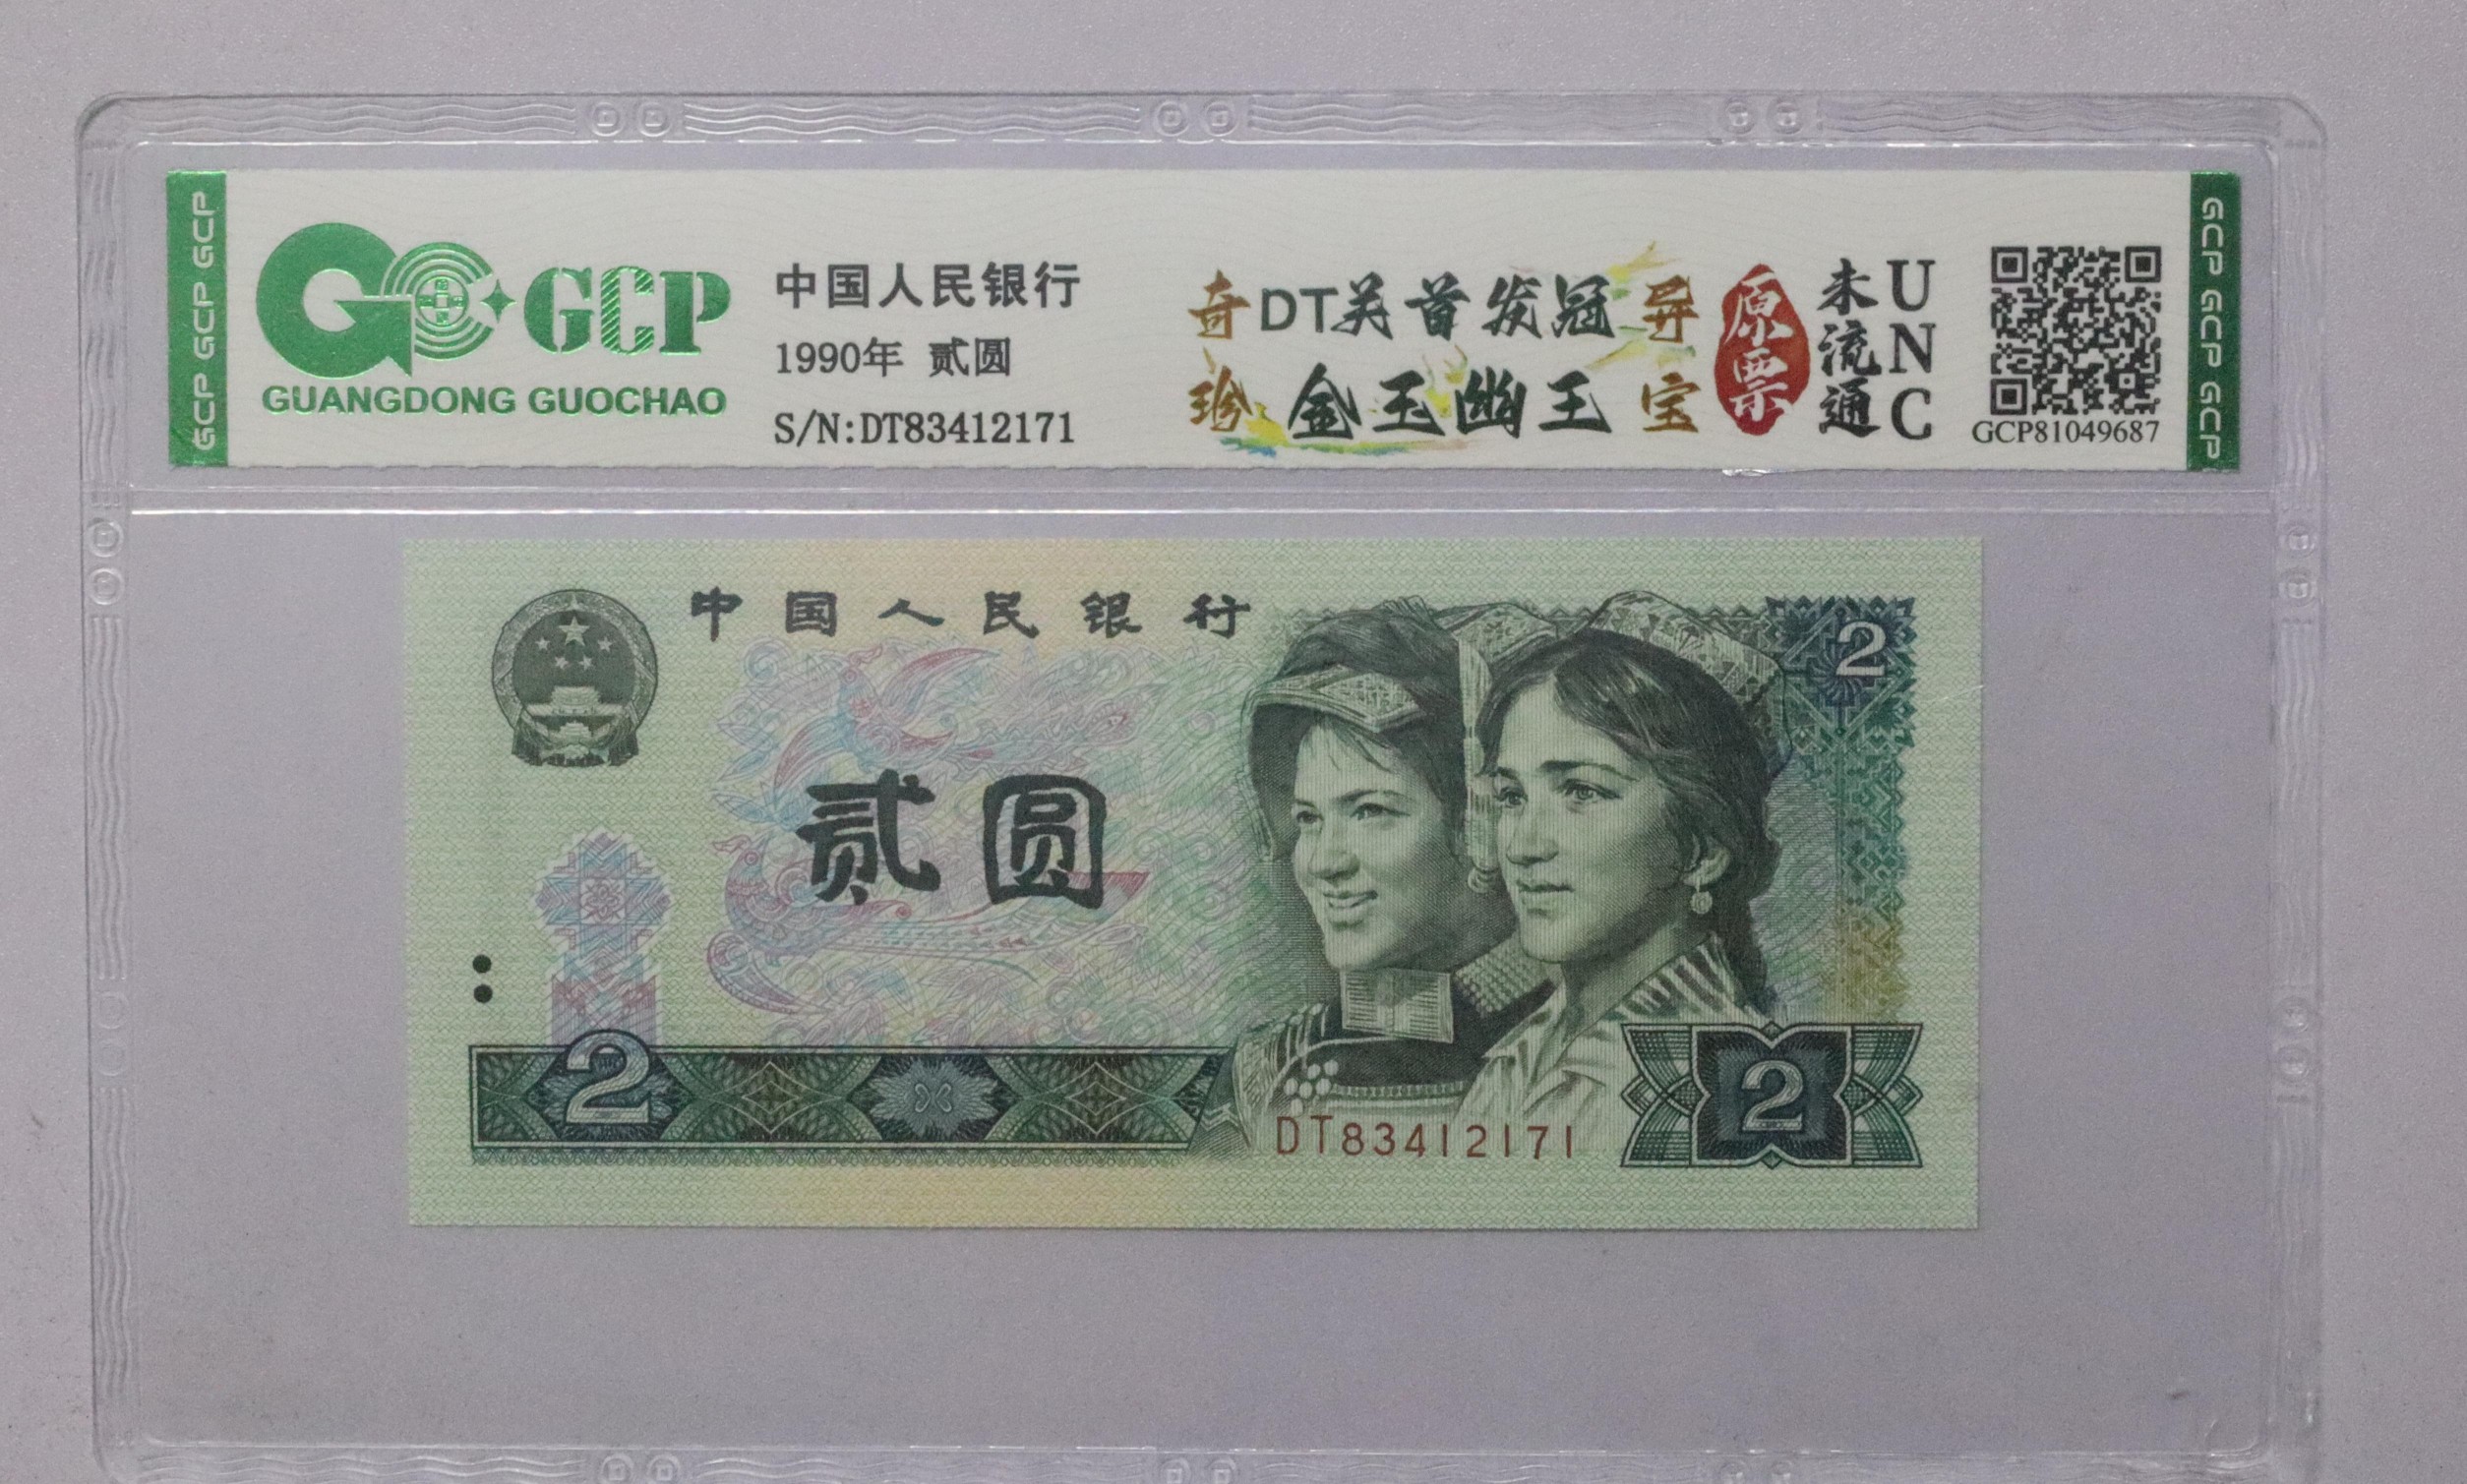 GCP GCP GCP
GCP
GUANGDONG GUOCHAO
中国人民银行
1990年 贰圆
S/N:DT83412171
奇 DT关首发冠 异
珍 金玉幽王 宝
原票
未流通
UNC
GCP81049687
GCP GCP GCP
中国人民银行
2
贰圆
2
DT83412171
2